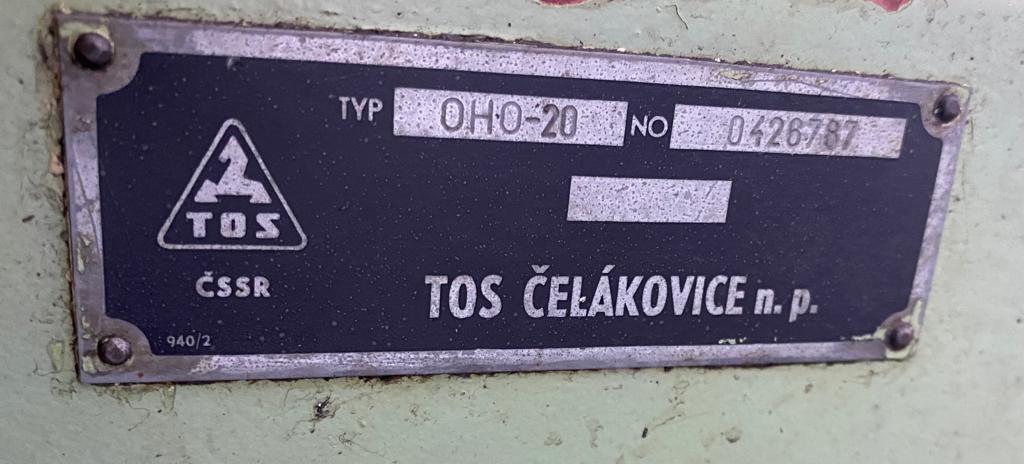 TYP OHO-20 NO 0426787
TOS
ČSSR
TOS ČELÁKOVICE n. p.
940/2